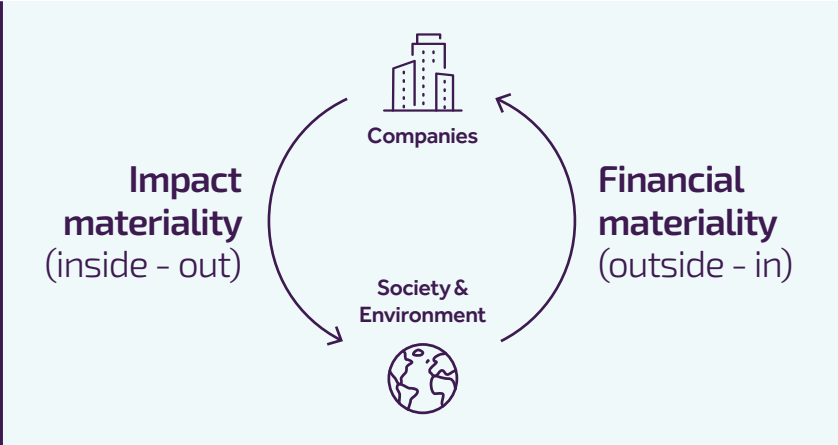 Companies
Impact
materiality
(inside - out)
Financial
materiality
(outside - in)
Society &
Environment